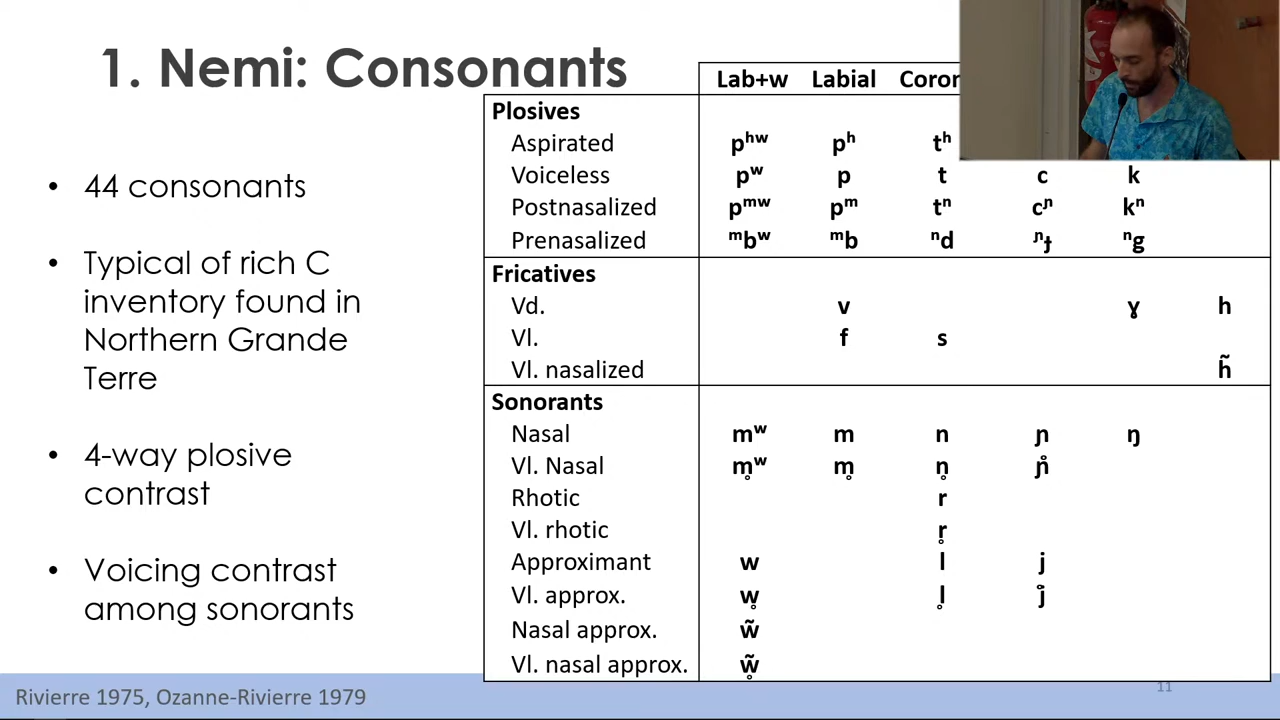 1. Nemi: Consonants
• 44 consonants
• Typical of rich C
inventory found in
Northern Grande
Terre
• 4-way plosive
contrast
• Voicing contrast
among sonorants
Lab+w Labial Coron
Plosives
Aspirated pʰʷ pʰ tʰ
Voiceless pʷ p t c k
Postnasalized pᵐʷ pᵐ tⁿ cᶮ kⁿ
Prenasalized ᵐbʷ ᵐb ⁿd ᶮɟ ⁿg
Fricatives
Vd. v ɣ h
Vl. f s
Vl. nasalized h̃
Sonorants
Nasal mʷ m n ɲ ŋ
Vl. Nasal m̥ʷ m̥ n̥ ɲ̊
Rhotic r
Vl. rhotic r̥
Approximant w l j
Vl. approx. w̥ l̥ j̊
Nasal approx. w̃
Vl. nasal approx. w̥̃
Rivierre 1975, Ozanne-Rivierre 1979
11